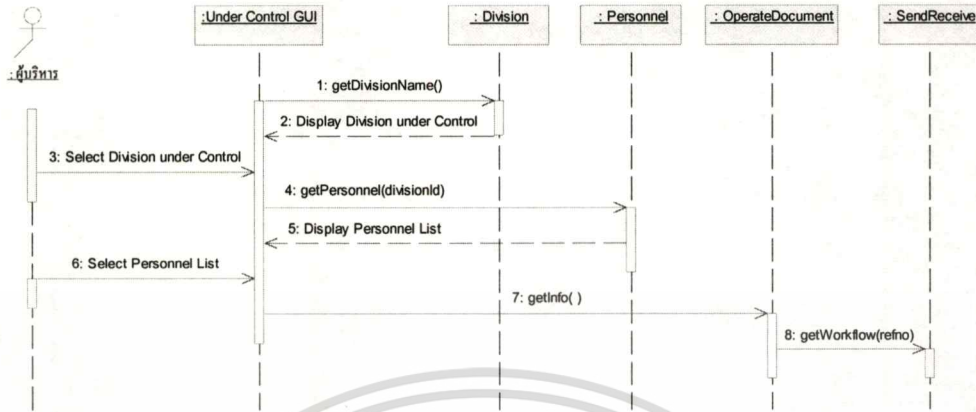 :Under Control GUI
: Division
: Personnel
: OperateDocument
: SendReceive
: ผู้บริหาร
1: getDivisionName()
2: Display Division under Control
3: Select Division under Control
4: getPersonnel(divisionId)
5: Display Personnel List
6: Select Personnel List
7: getInfo( )
8: getWorkflow(refno)